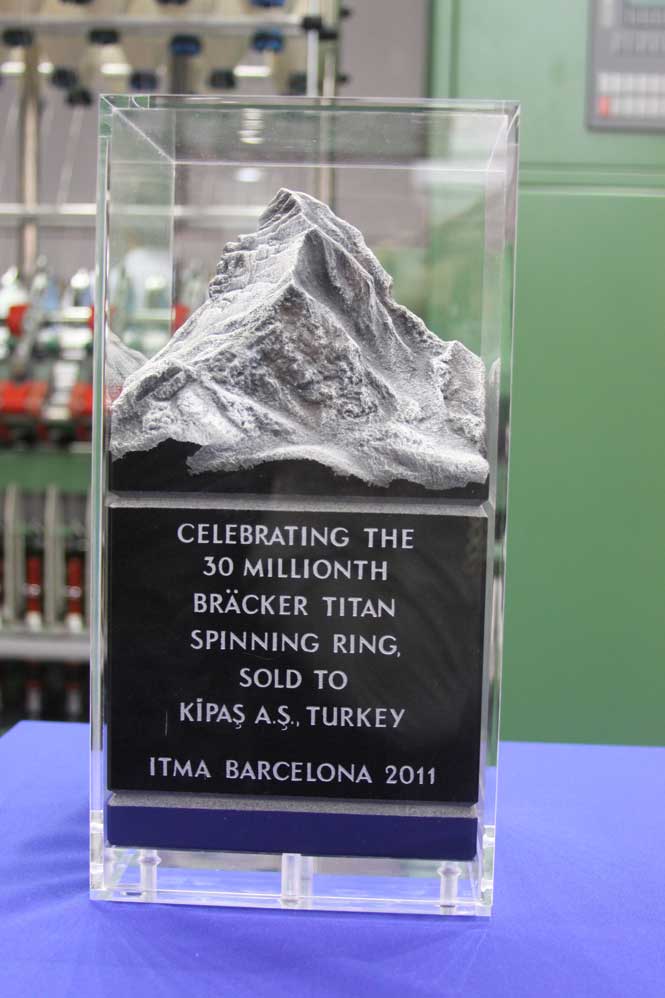 CELEBRATING THE
30 MILLIONTH
BRÄCKER TITAN
SPINNING RING,
SOLD TO
KİPAŞ A.Ş., TURKEY
ITMA BARCELONA 2011